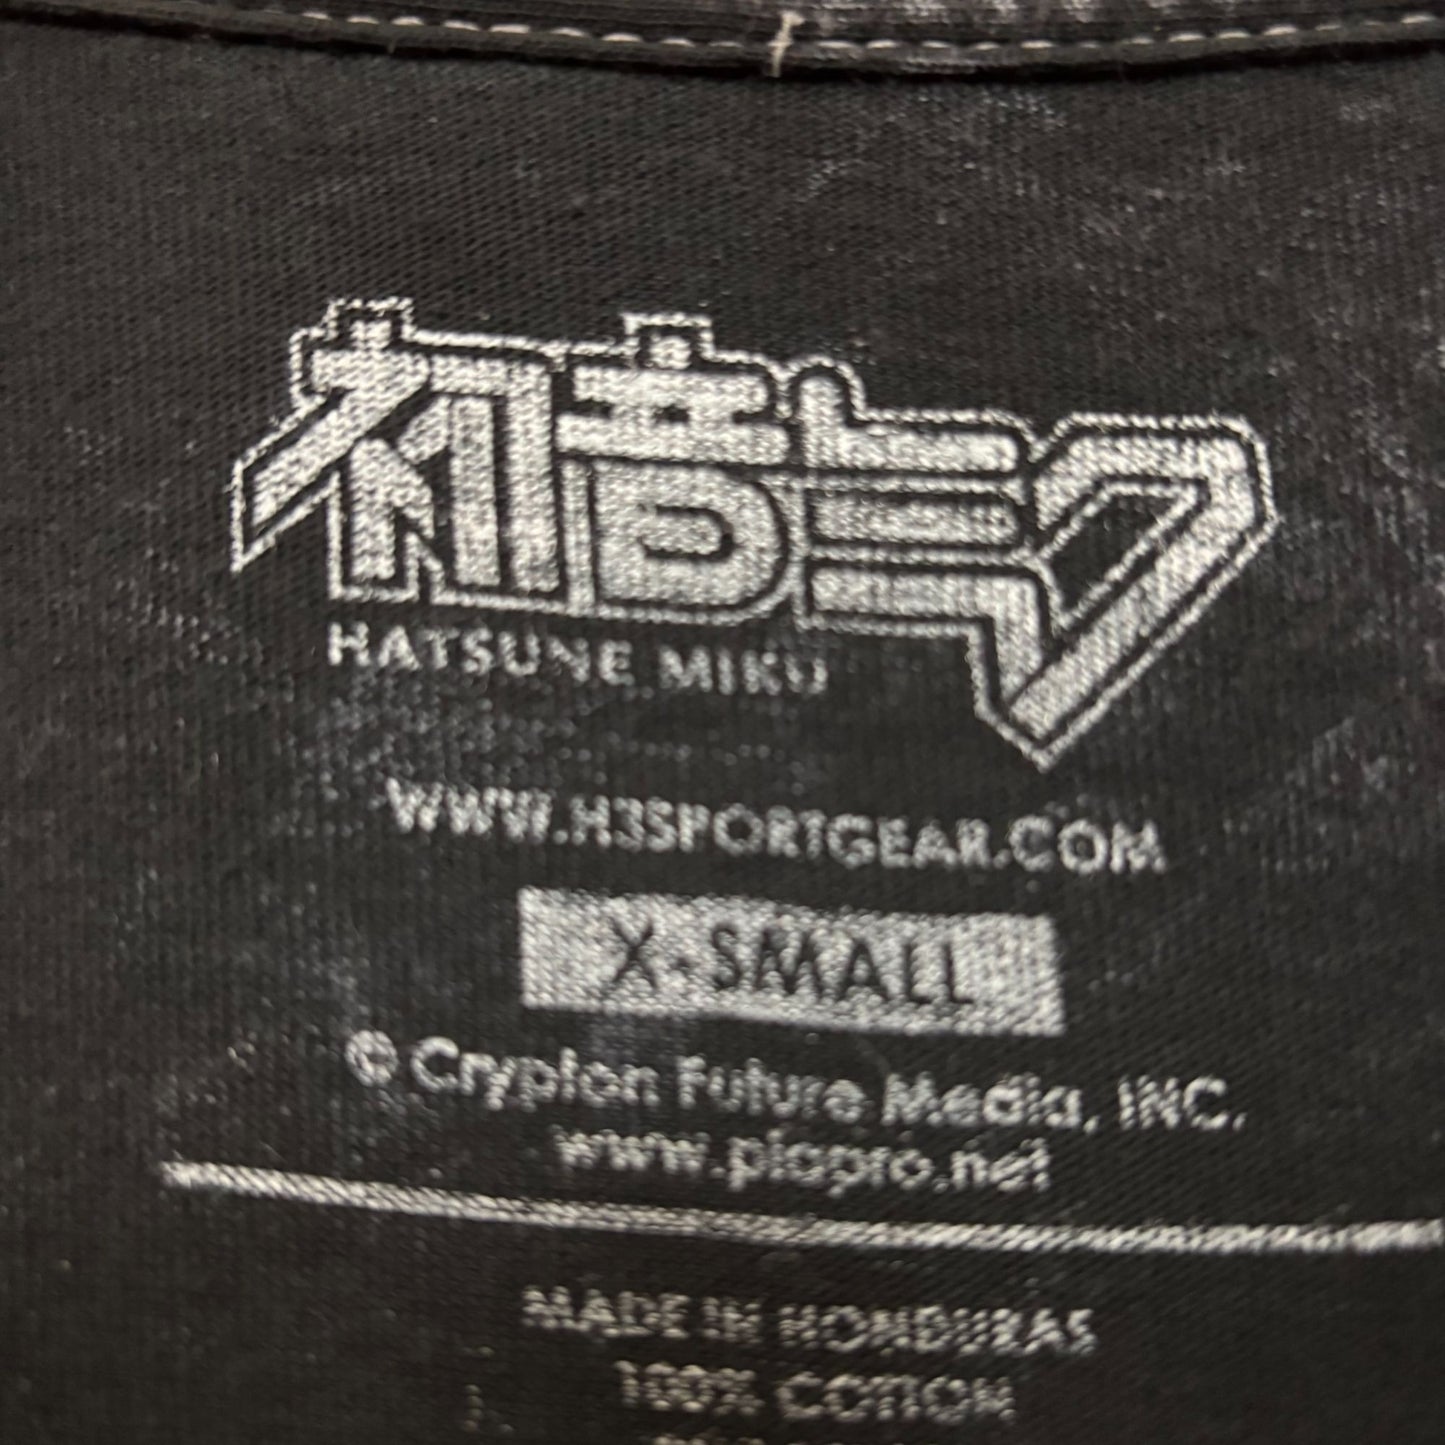 初音ミク
HATSUNE MIKU
WWW.H3SPORTGEAR.COM
X-SMALL
© Crypton Future Media, INC.
www.piapro.net
MADE IN HONDURAS
100% COTTON